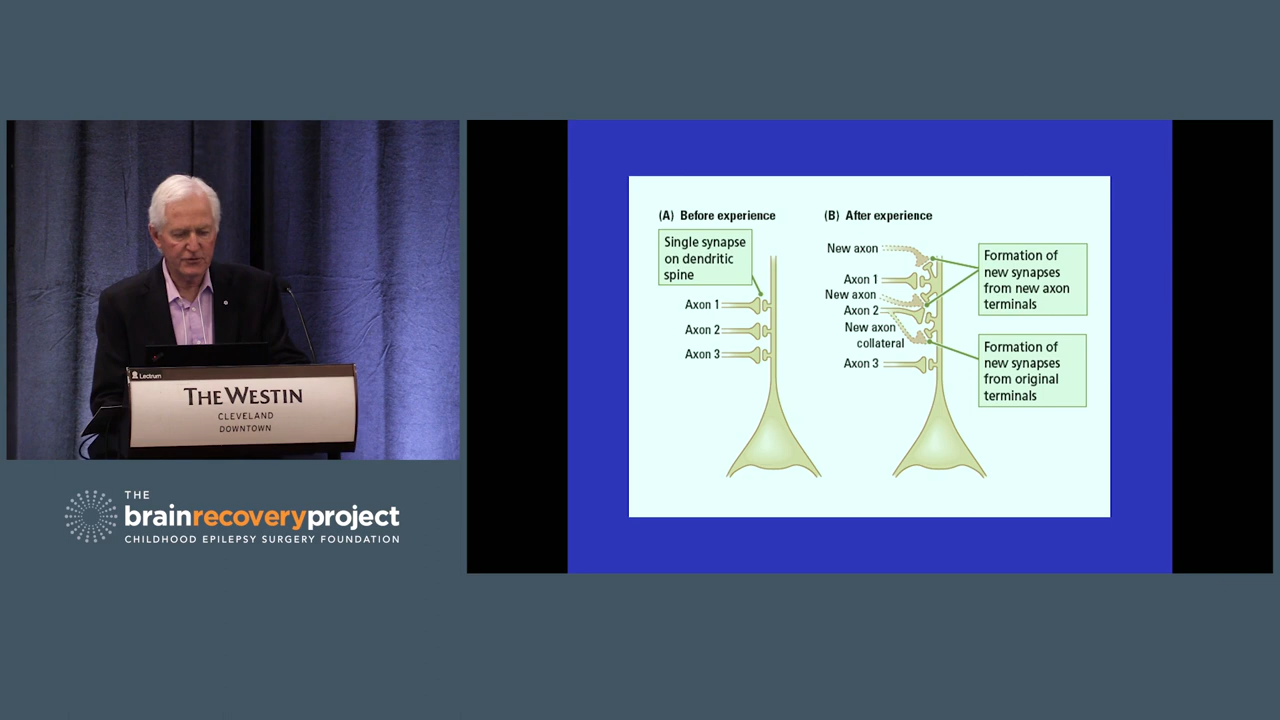 Lectrum
THE WESTIN
CLEVELAND
DOWNTOWN
THE
brainrecoveryproject
CHILDHOOD EPILEPSY SURGERY FOUNDATION
(A) Before experience
Single synapse
on dendritic
spine
Axon 1
Axon 2
Axon 3
(B) After experience
New axon
Axon 1
New axon
Axon 2
New axon
collateral
Axon 3
Formation of
new synapses
from new axon
terminals
Formation of
new synapses
from original
terminals